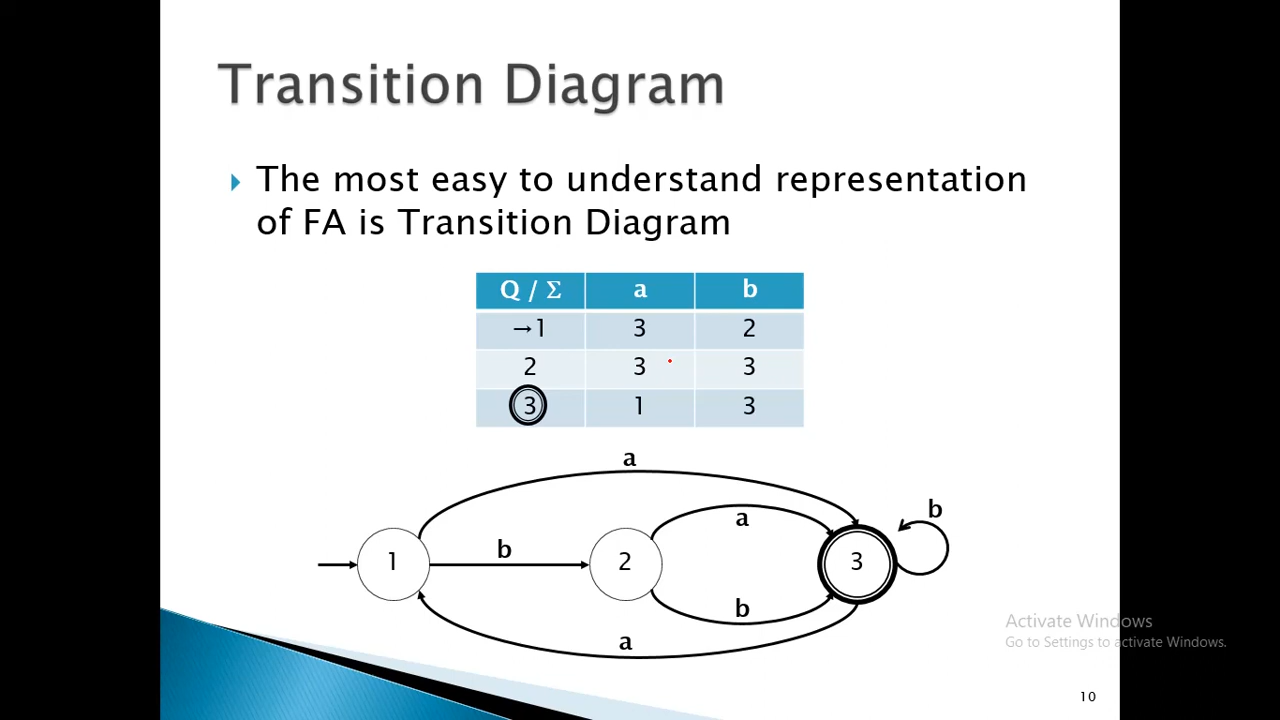 Transition Diagram
The most easy to understand representation
of FA is Transition Diagram
Q / Σ a b
→1 3 2
2 3 3
3 1 3
a
a
b
b
1 2 3
b
a
Activate Windows
Go to Settings to activate Windows.
10